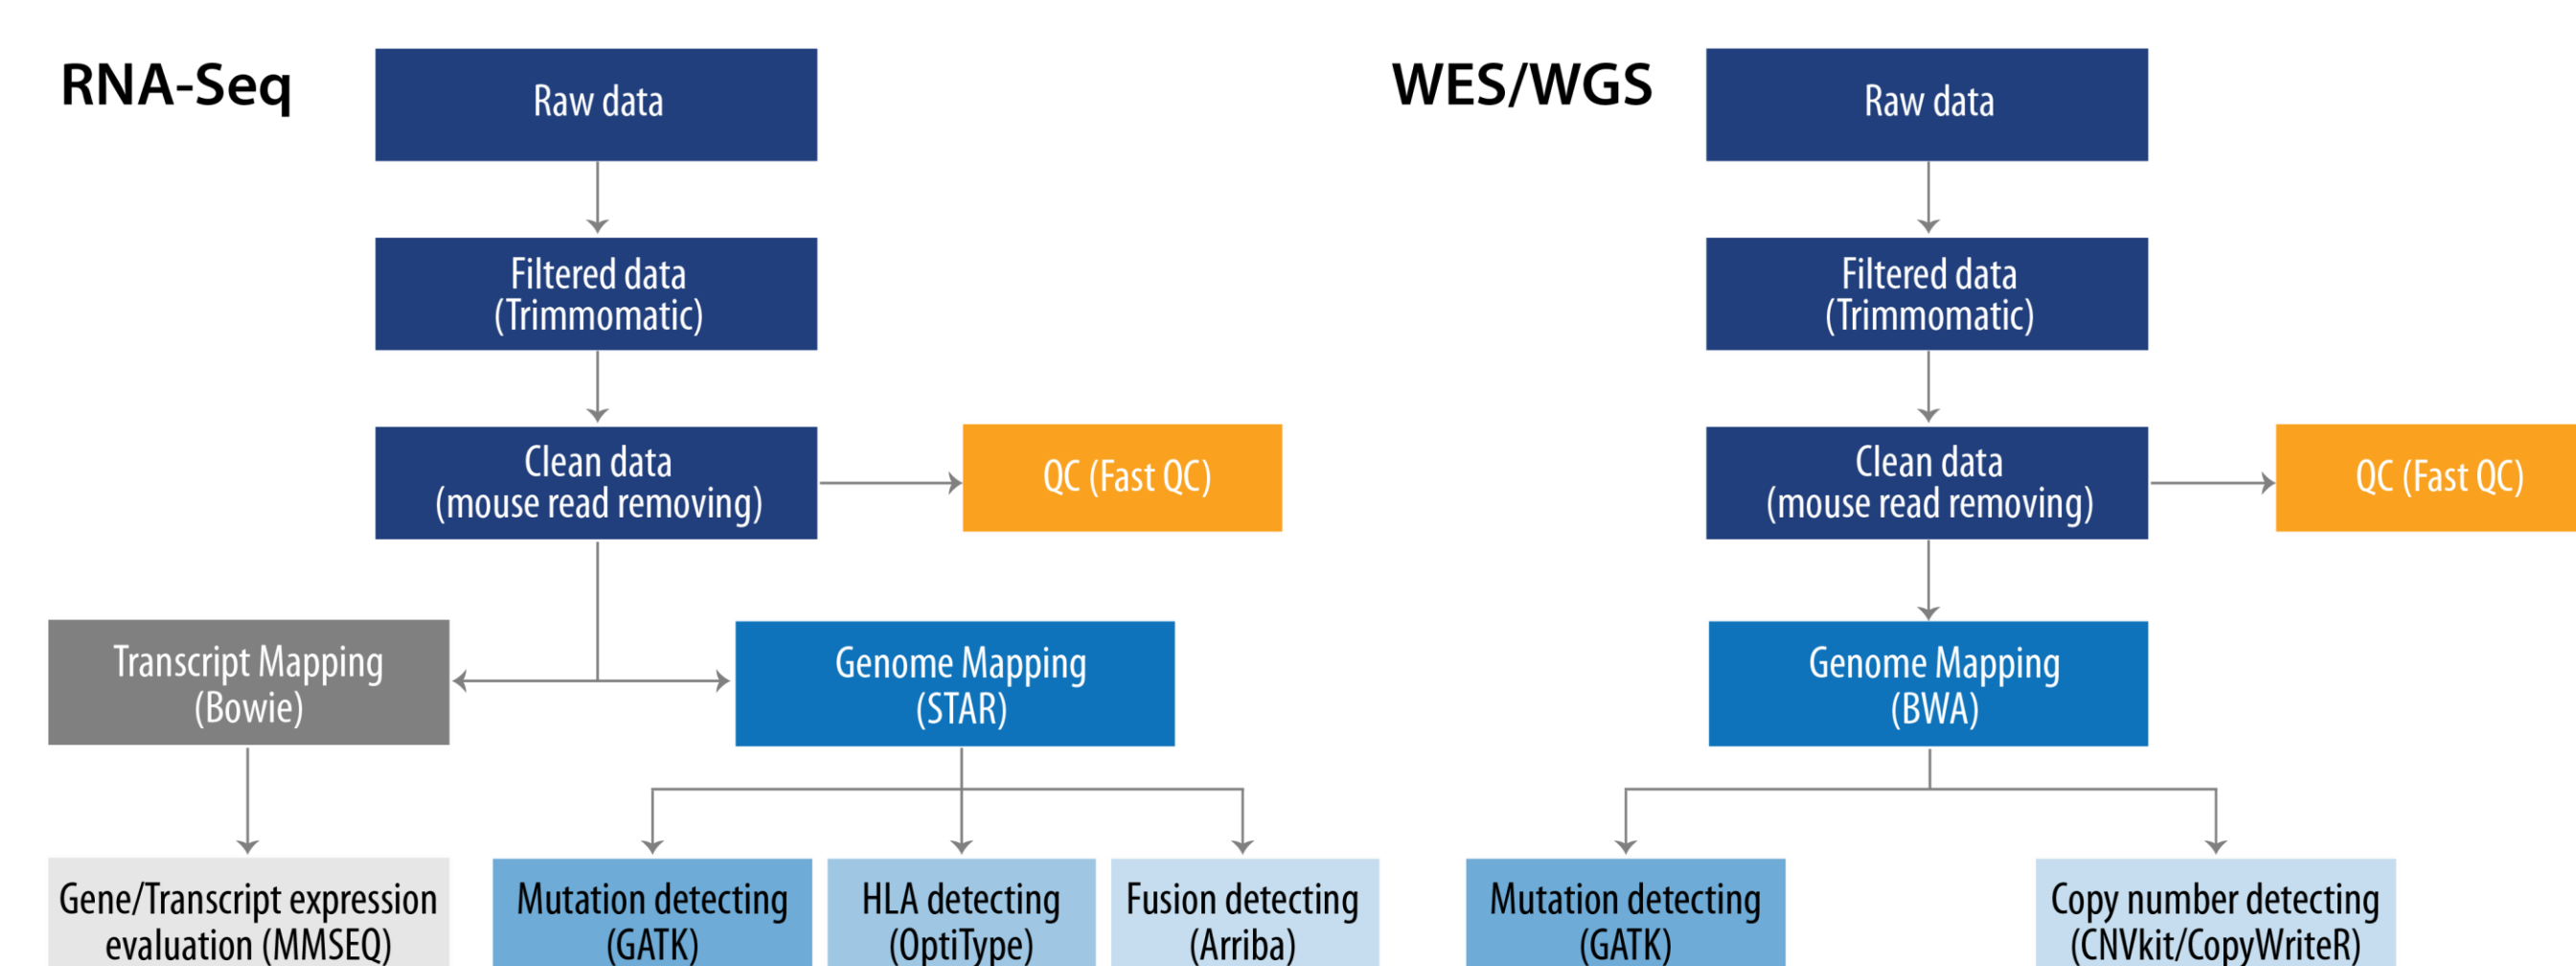 RNA-Seq
Raw data
Filtered data
(Trimmomatic)
Clean data
(mouse read removing)
QC (Fast QC)
Transcript Mapping
(Bowie)
Genome Mapping
(STAR)
Gene/Transcript expression
evaluation (MMSEQ)
Mutation detecting
(GATK)
HLA detecting
(OptiType)
Fusion detecting
(Arriba)
WES/WGS
Raw data
Filtered data
(Trimmomatic)
Clean data
(mouse read removing)
QC (Fast QC)
Genome Mapping
(BWA)
Mutation detecting
(GATK)
Copy number detecting
(CNVkit/CopyWriteR)